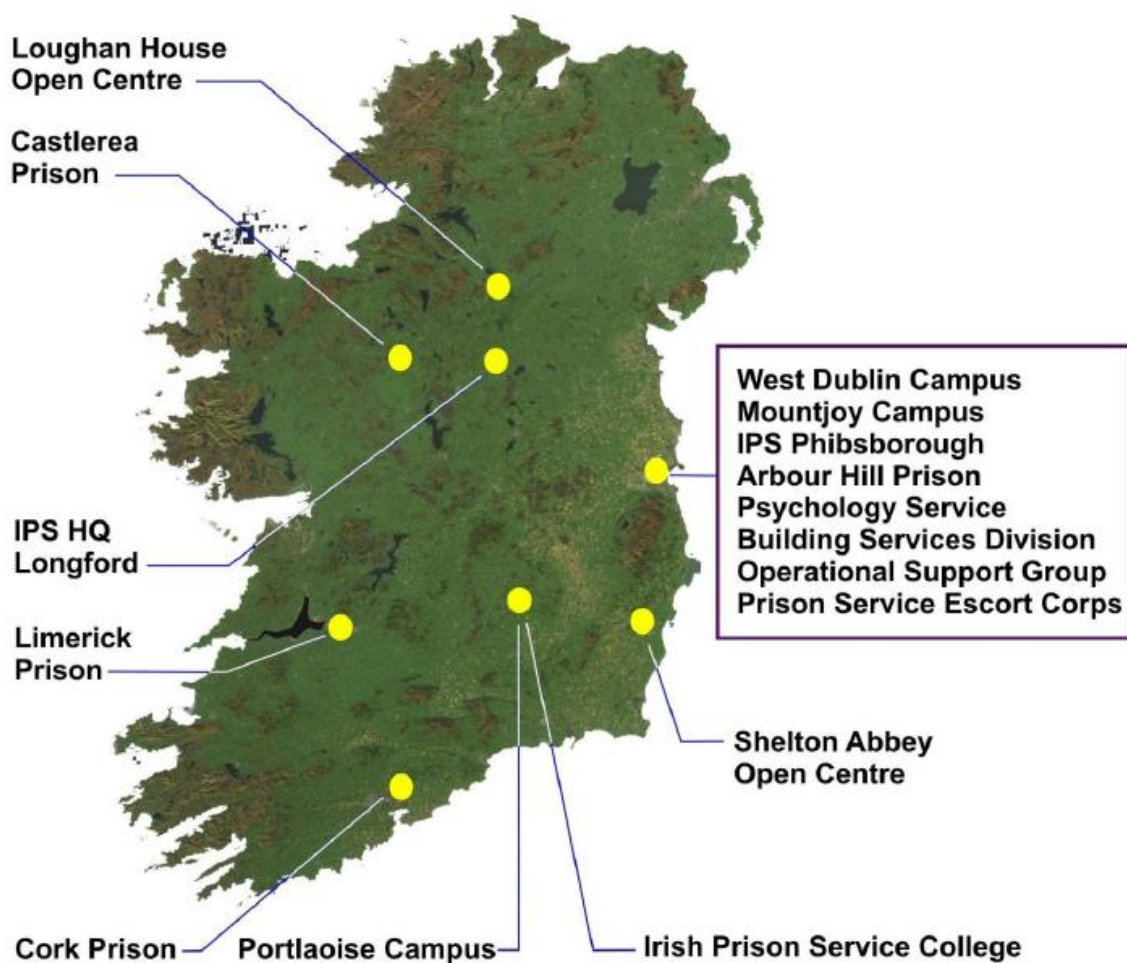 Loughan House
Open Centre
Castlerea
Prison
West Dublin Campus
Mountjoy Campus
IPS Phibsborough
Arbour Hill Prison
Psychology Service
Building Services Division
Operational Support Group
Prison Service Escort Corps
IPS HQ
Longford
Limerick
Prison
Shelton Abbey
Open Centre
Cork Prison
Portlaoise Campus
Irish Prison Service College